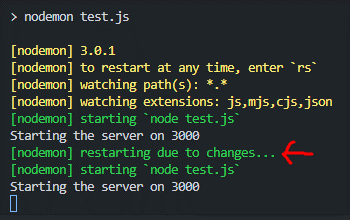 > nodemon test.js
[nodemon] 3.0.1
[nodemon] to restart at any time, enter `rs`
[nodemon] watching path(s): *.*
[nodemon] watching extensions: js,mjs,cjs,json
[nodemon] starting `node test.js`
Starting the server on 3000
[nodemon] restarting due to changes...
[nodemon] starting `node test.js`
Starting the server on 3000